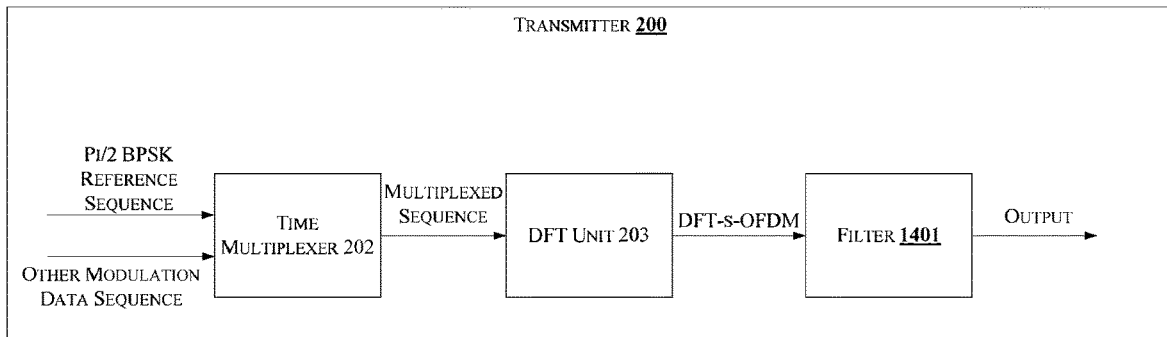 TRANSMITTER 200
PI/2 BPSK
REFERENCE
SEQUENCE
OTHER MODULATION
DATA SEQUENCE
TIME
MULTIPLEXER 202
MULTIPLEXED
SEQUENCE
DFT UNIT 203
DFT-S-OFDM
FILTER 1401
OUTPUT